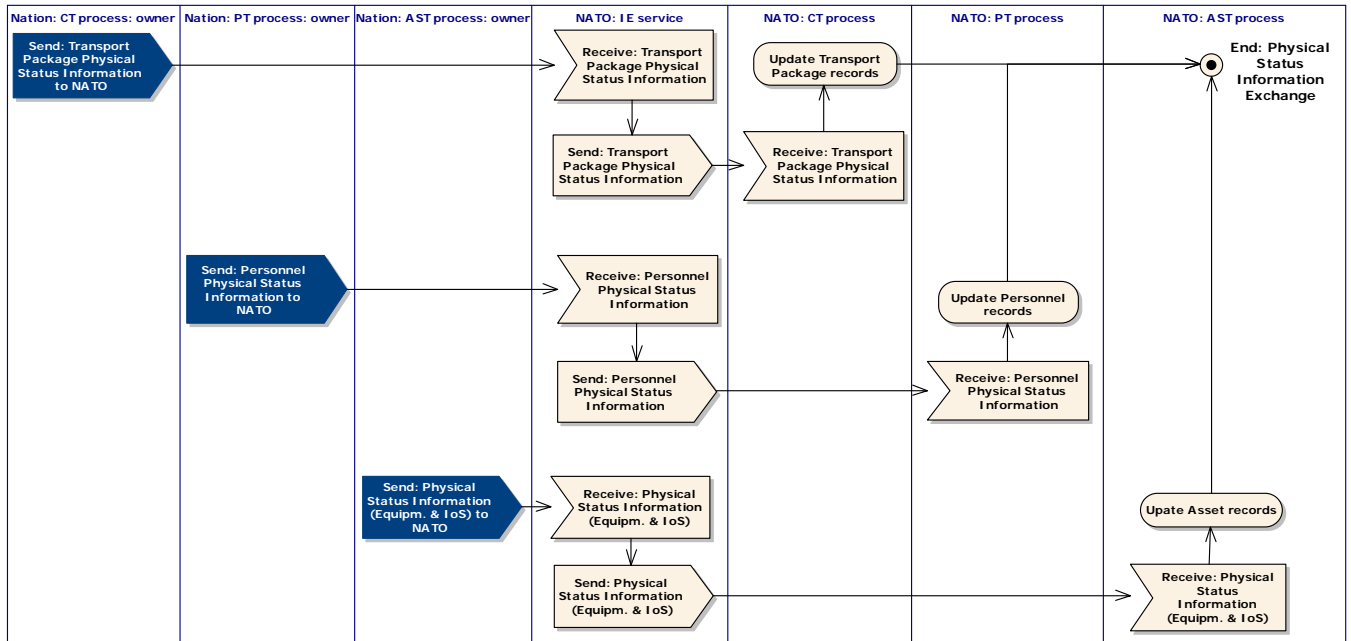 Nation: CT process: owner
Nation: PT process: owner
Nation: AST process: owner
NATO: IE service
NATO: CT process
NATO: PT process
NATO: AST process
Send: Transport
Package Physical
Status Information
to NATO
Receive: Transport
Package Physical
Status Information
Update Transport
Package records
End: Physical
Status
Information
Exchange
Send: Transport
Package Physical
Status Information
Receive: Transport
Package Physical
Status Information
Send: Personnel
Physical Status
Information to
NATO
Receive: Personnel
Physical Status
Information
Update Personnel
records
Send: Personnel
Physical Status
Information
Receive: Personnel
Physical Status
Information
Send: Physical
Status Information
(Equipm. & IoS) to
NATO
Receive: Physical
Status Information
(Equipm. & IoS)
Upate Asset records
Send: Physical
Status Information
(Equipm. & IoS)
Receive: Physical
Status
Information
(Equipm. & IoS)